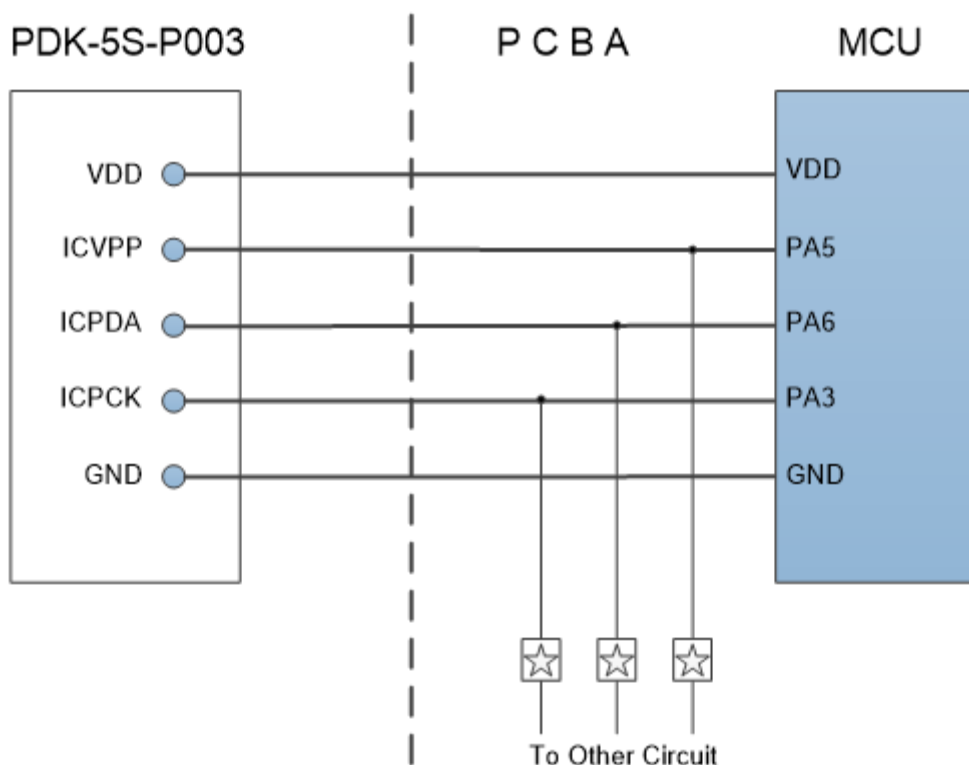 PDK-5S-P003
P C B A
MCU
VDD
VDD
ICVPP
PA5
ICPDA
PA6
ICPCK
PA3
GND
GND
To Other Circuit